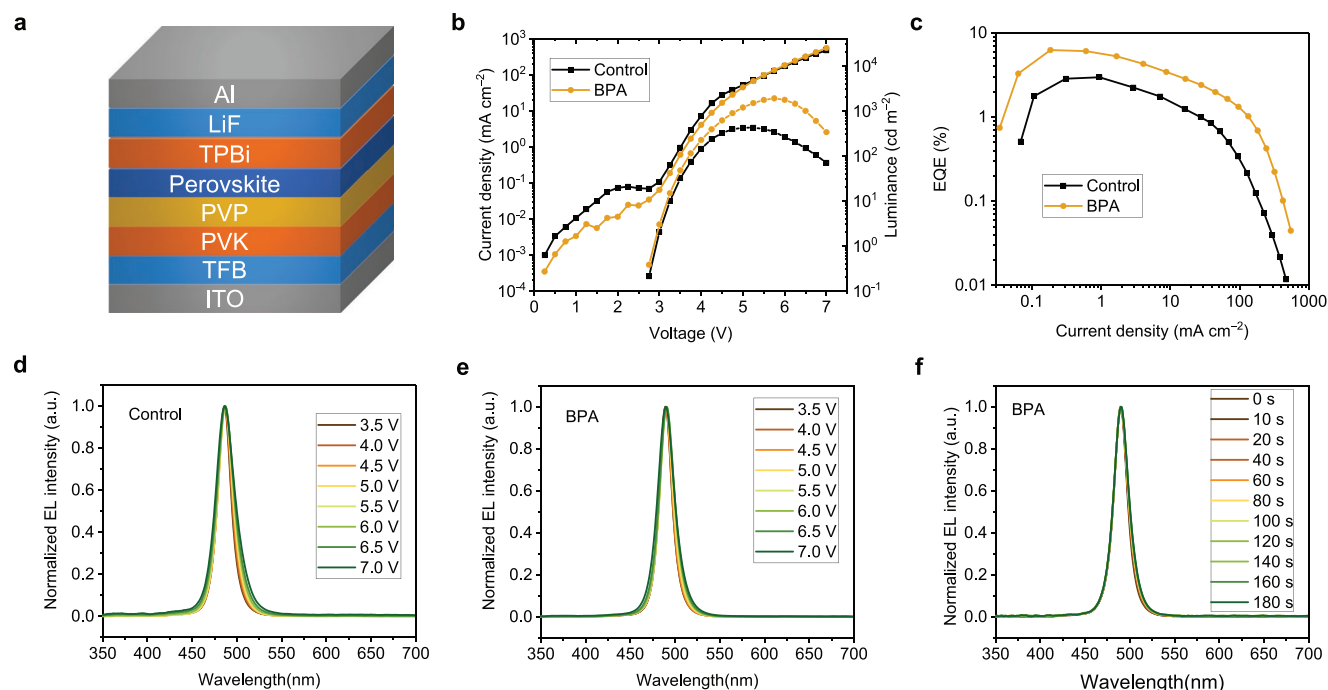 a
Al
LiF
TPBi
Perovskite
PVP
PVK
TFB
ITO
b
Control
BPA
Current density (mA cm⁻²)
10³
10²
10¹
10⁰
10⁻¹
10⁻²
10⁻³
10⁻⁴
0 1 2 3 4 5 6 7
Voltage (V)
10⁴
10³
10²
10¹
10⁰
10⁻¹
Luminance (cd m⁻²)
c
Control
BPA
EQE (%)
10
1
0.1
0.01
0.1 1 10 100 1000
Current density (mA cm⁻²)
d
Control
3.5 V
4.0 V
4.5 V
5.0 V
5.5 V
6.0 V
6.5 V
7.0 V
Normalized EL intensity (a.u.)
1.0
0.8
0.6
0.4
0.2
0.0
350 400 450 500 550 600 650 700
Wavelength(nm)
e
BPA
3.5 V
4.0 V
4.5 V
5.0 V
5.5 V
6.0 V
6.5 V
7.0 V
Normalized EL intensity (a.u.)
1.0
0.8
0.6
0.4
0.2
0.0
350 400 450 500 550 600 650 700
Wavelength(nm)
f
BPA
0 s
10 s
20 s
40 s
60 s
80 s
100 s
120 s
140 s
160 s
180 s
Normalized EL intensity (a.u.)
1.0
0.8
0.6
0.4
0.2
0.0
350 400 450 500 550 600 650 700
Wavelength(nm)